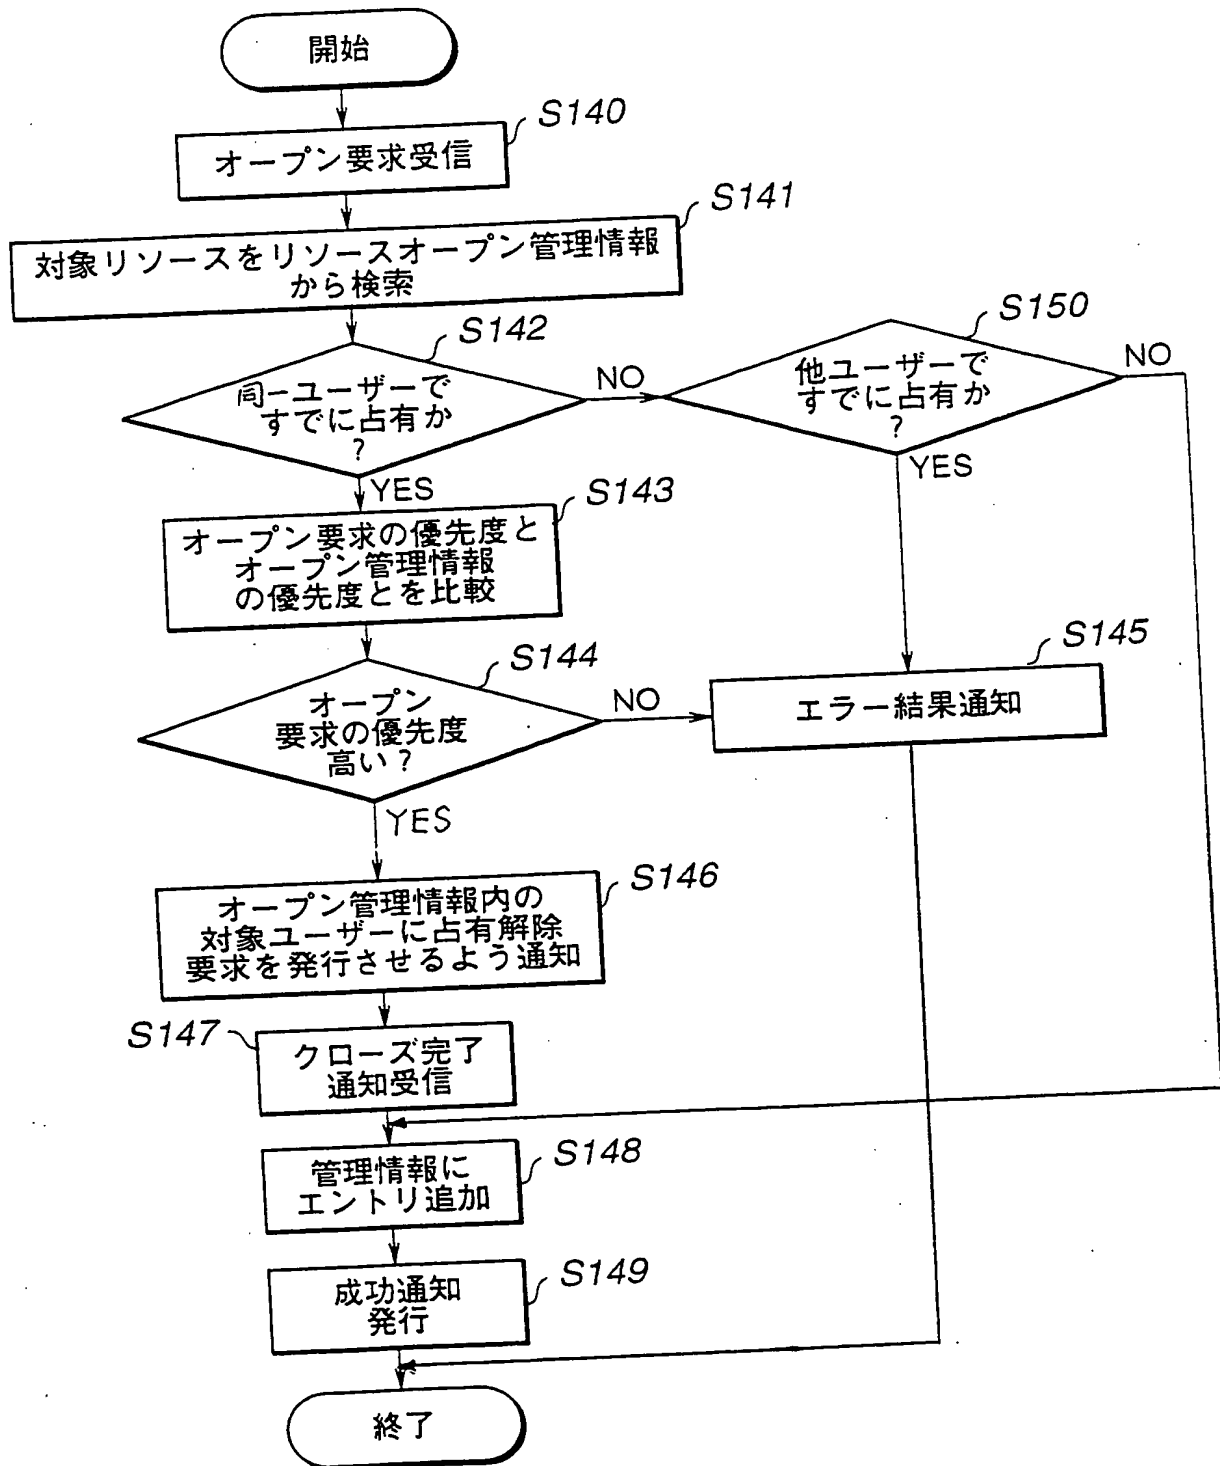 開始
S140
オープン要求受信
S141
対象リソースをリソースオープン管理情報
から検索
S142
同一ユーザーで
すでに占有か
?
NO
YES
S150
他ユーザーで
すでに占有か
?
NO
YES
S143
オープン要求の優先度と
オープン管理情報
の優先度とを比較
S144
オープン
要求の優先度
高い?
NO
YES
S145
エラー結果通知
S146
オープン管理情報内の
対象ユーザーに占有解除
要求を発行させるよう通知
S147
クローズ完了
通知受信
S148
管理情報に
エントリ追加
S149
成功通知
発行
終了